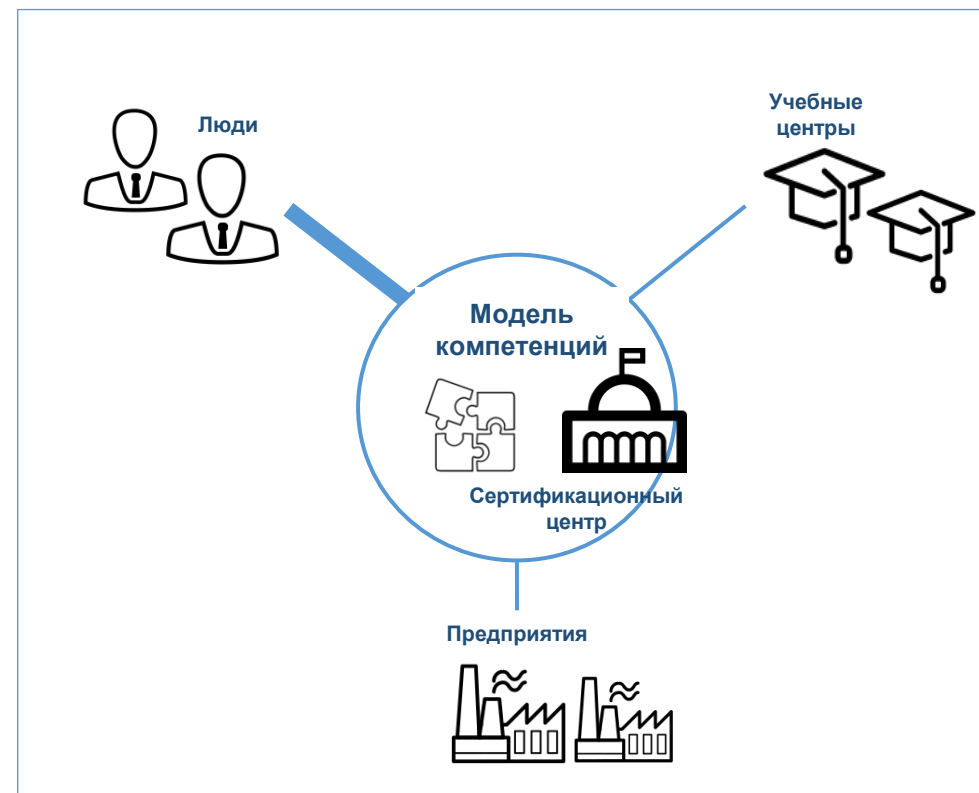 Люди
Учебные
центры
Модель
компетенций
Сертификационный
центр
Предприятия